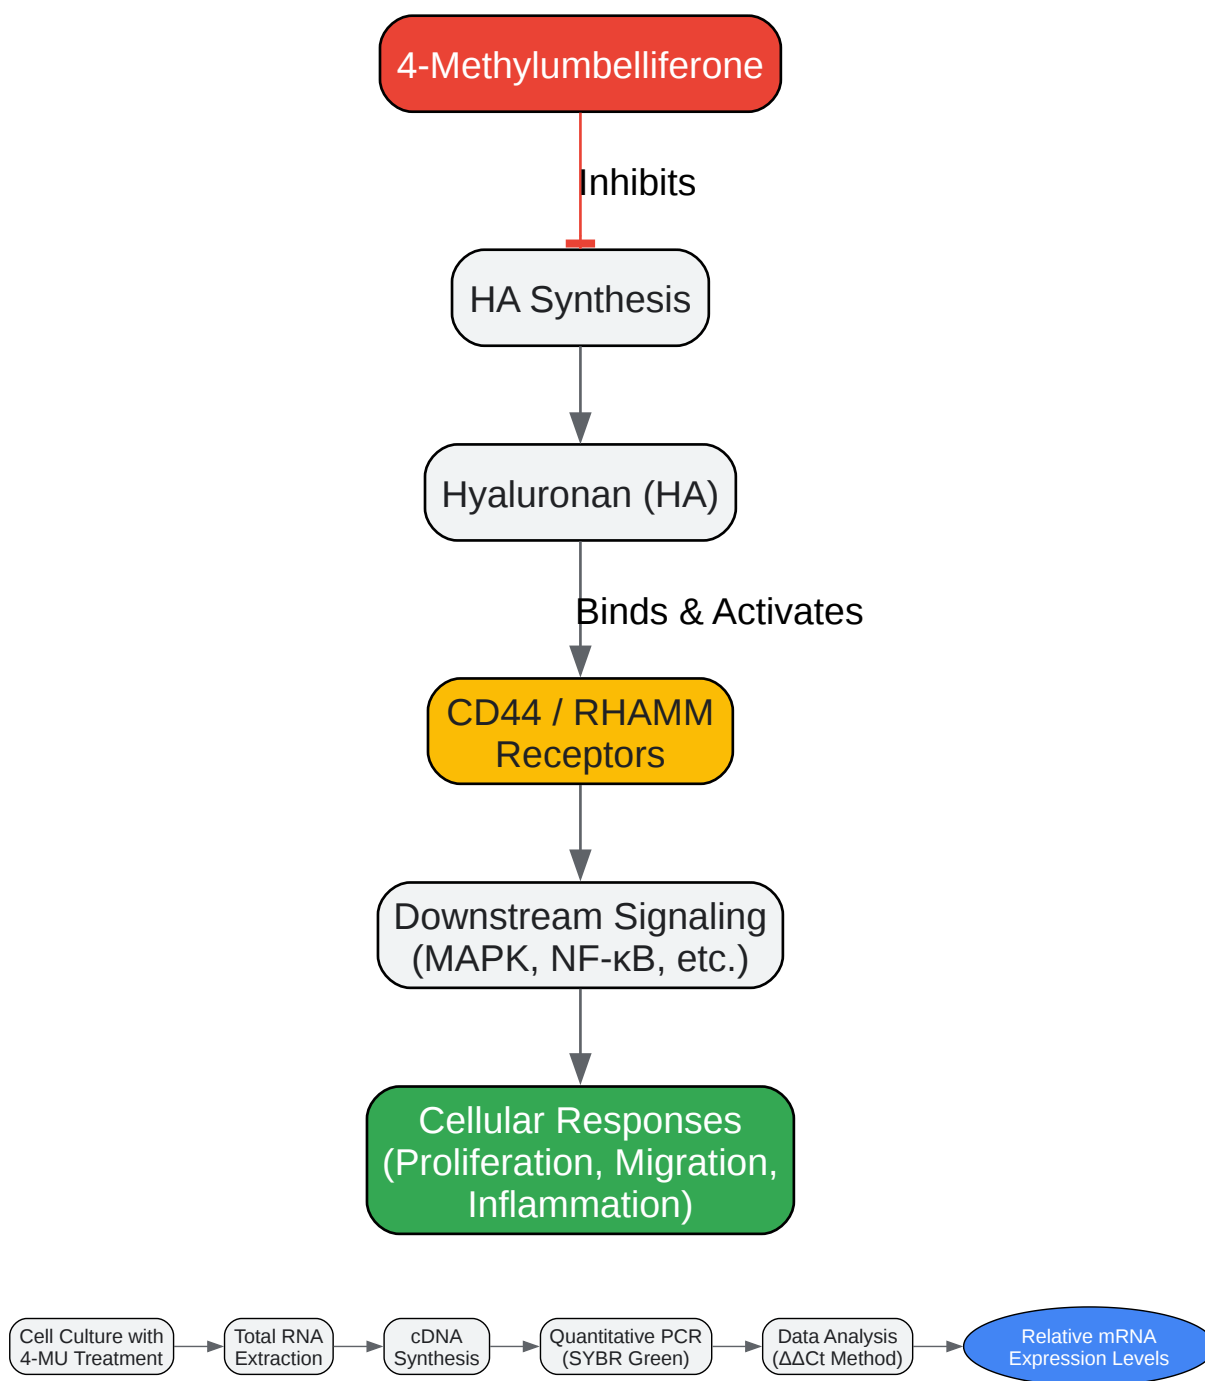 4-Methylumbelliferone
Inhibits
HA Synthesis
Hyaluronan (HA)
Binds & Activates
CD44 / RHAMM
Receptors
Downstream Signaling
(MAPK, NF-κB, etc.)
Cellular Responses
(Proliferation, Migration,
Inflammation)
Cell Culture with
4-MU Treatment
Total RNA
Extraction
cDNA
Synthesis
Quantitative PCR
(SYBR Green)
Data Analysis
(ΔΔCt Method)
Relative mRNA
Expression Levels